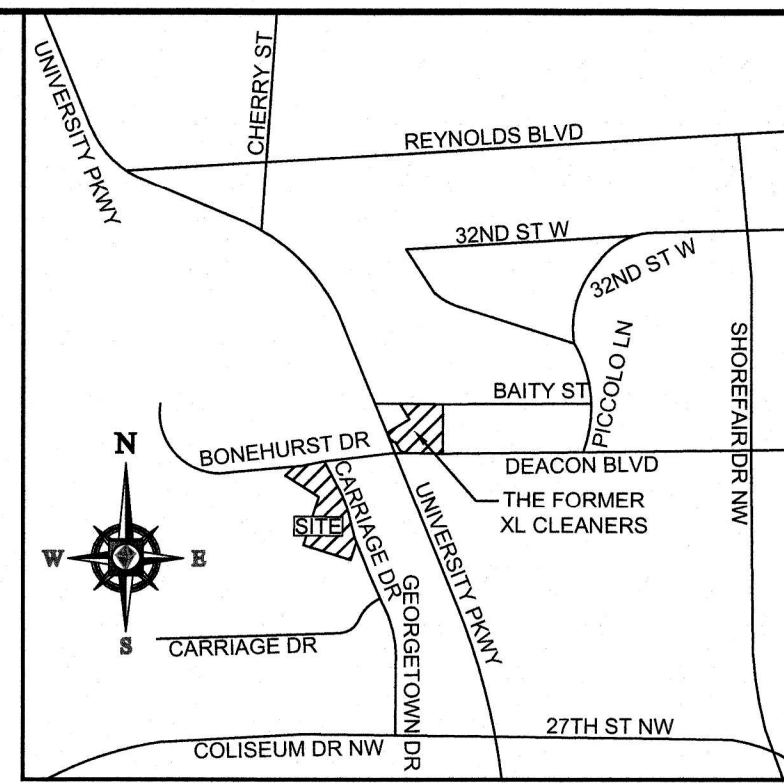 UNIVERSITY PKWY
CHERRY ST
REYNOLDS BLVD
32ND ST W
32ND ST W
PICCOLO LN
SHOREFAIR DR NW
BAITY ST
BONEHURST DR
DEACON BLVD
THE FORMER
XL CLEANERS
CARRIAGE DR
SITE
UNIVERSITY PKWY
N
W
E
S
GEORGETOWN DR
CARRIAGE DR
27TH ST NW
COLISEUM DR NW